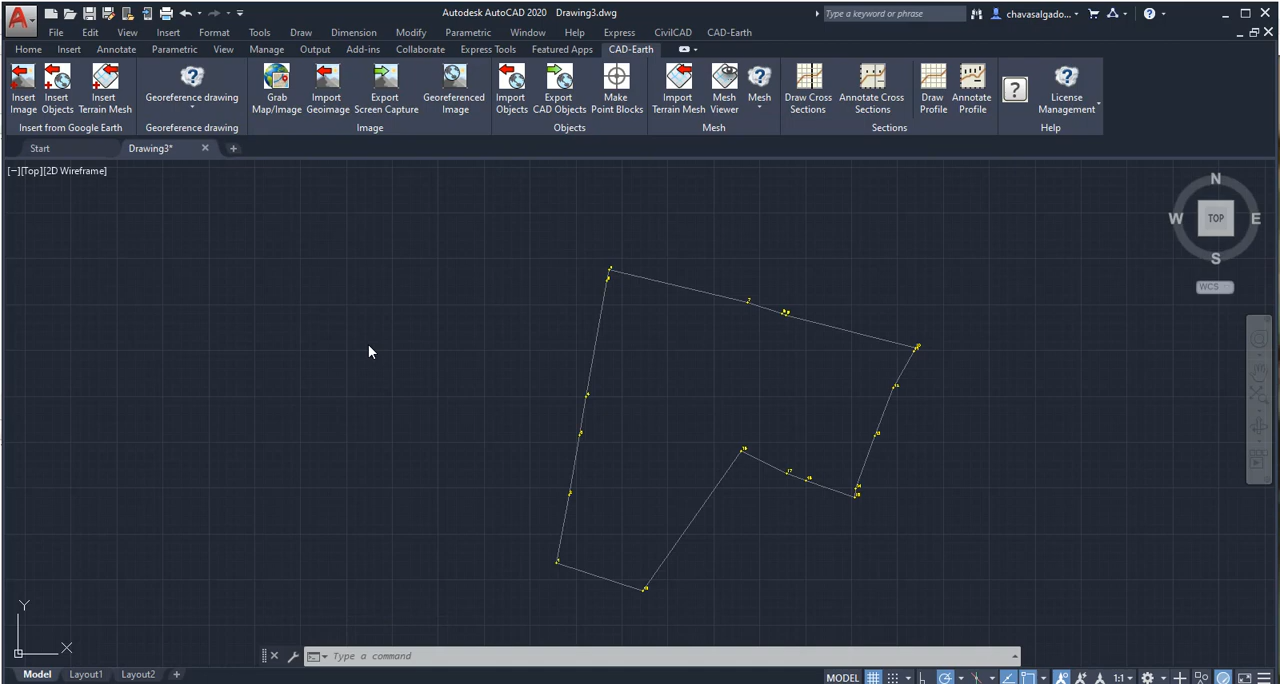 Autodesk AutoCAD 2020 Drawing3.dwg
Type a keyword or phrase
chavasalgado...
File Edit View Insert Format Tools Draw Dimension Modify Parametric Window Help Express CivilCAD CAD-Earth
Home Insert Annotate Parametric View Manage Output Add-ins Collaborate Express Tools Featured Apps CAD-Earth
Insert Image
Insert Objects
Insert Terrain Mesh
Insert from Google Earth
Georeference drawing
Georeference drawing
Grab Map/Image
Import Geoimage
Export Screen Capture
Georeferenced Image
Image
Import Objects
Export CAD Objects
Make Point Blocks
Objects
Import Terrain Mesh
Mesh Viewer
Mesh
Mesh
Draw Cross Sections
Annotate Cross Sections
Draw Profile
Annotate Profile
Sections
?
License Management
Help
Start Drawing3* +
[−][Top][2D Wireframe]
N
W TOP E
S
WCS
7
17
Y
X
Type a command
Model Layout1 Layout2 +
MODEL 1:1